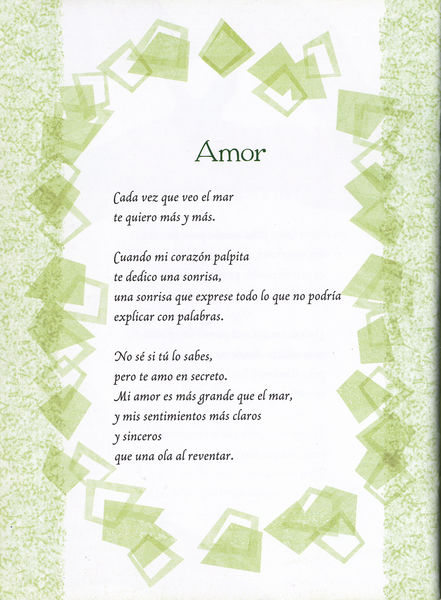 Amor
Cada vez que veo el mar
te quiero más y más.
Cuando mi corazón palpita
te dedico una sonrisa,
una sonrisa que exprese todo lo que no podría
explicar con palabras.
No sé si tú lo sabes,
pero te amo en secreto.
Mi amor es más grande que el mar,
y mis sentimientos más claros
y sinceros
que una ola al reventar.